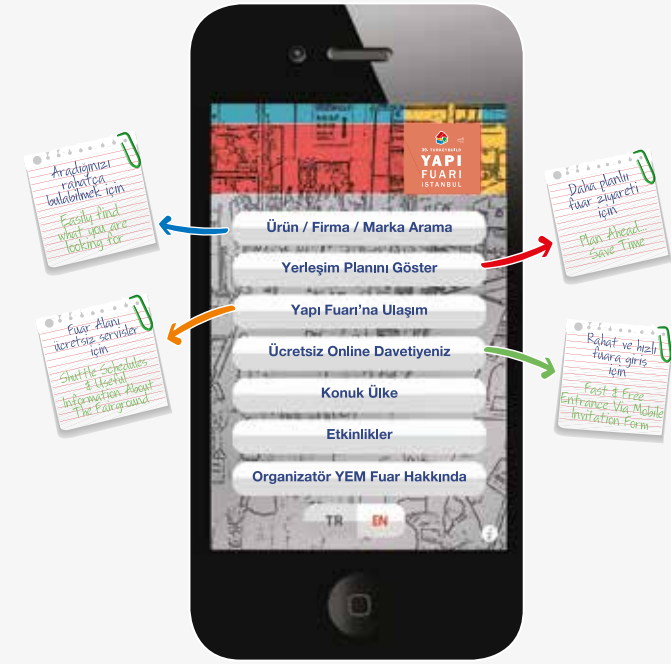 YAPI
FUARI
ISTANBUL
Aradığınızı
rahatça
bulabilmek için
Easily find
what you are
looking for
Ürün / Firma / Marka Arama
Daha planlı
fuar ziyareti
için
Plan Ahead...
Save Time
Yerleşim Planını Göster
Fuar Alanı
ücretsiz servisler
için
Shuttle Schedules
& Useful
Information About
The Fairground
Yapı Fuarı'na Ulaşım
Rahat ve hızlı
fuara giriş
için
Fast & Free
Entrance Via Mobile
Invitation Form
Ücretsiz Online Davetiyeniz
Konuk Ülke
Etkinlikler
Organizatör YEM Fuar Hakkında
TR EN